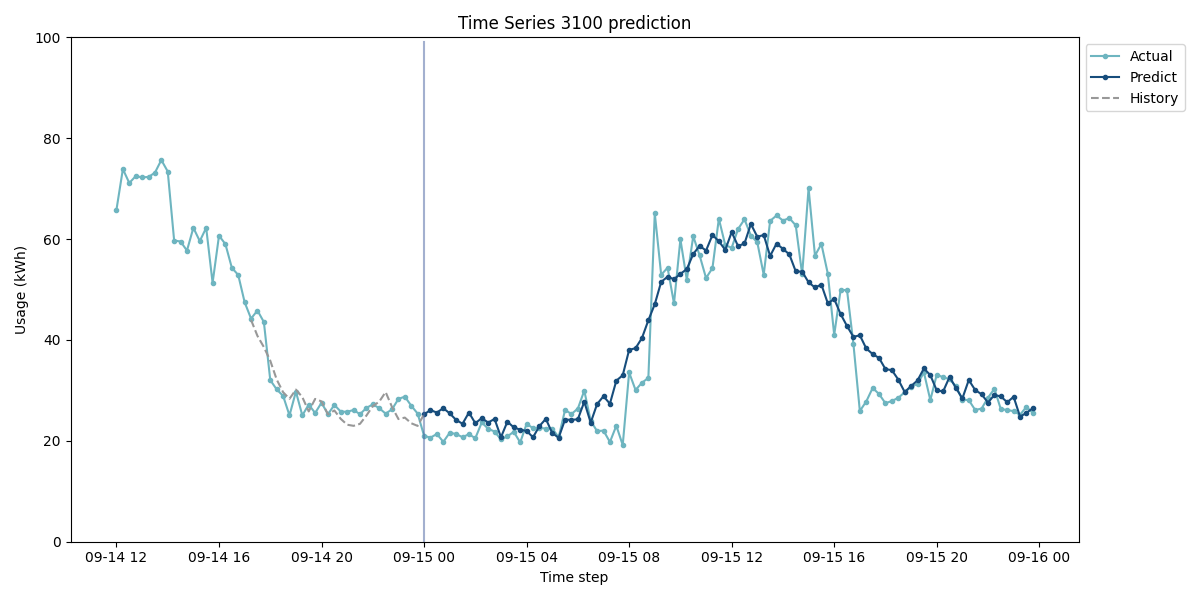 Time Series 3100 prediction
Usage (kWh)
100
80
60
40
20
0
09-14 12
09-14 16
09-14 20
09-15 00
09-15 04
09-15 08
09-15 12
09-15 16
09-15 20
09-16 00
Time step
Actual
Predict
History